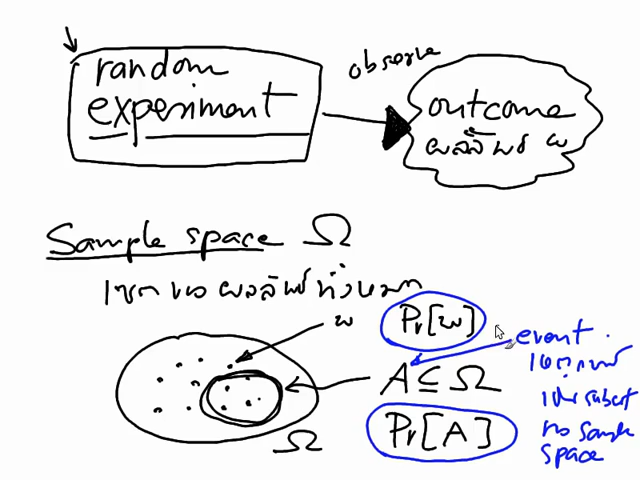 random
experiment
observe
outcome
ผลลัพธ์ ω
Sample space Ω
เซตของผลลัพธ์ทั้งหมด
ω
Pr[ω]
event
เหตุการณ์
A ⊆ Ω
เป็น subset
Pr[A]
ของ sample
space
Ω